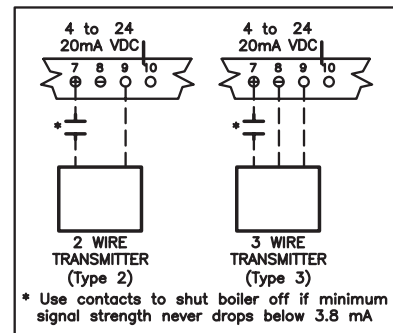 4 to 24
20mA VDC
7 8 9 10
*
2 WIRE
TRANSMITTER
(Type 2)
4 to 24
20mA VDC
7 8 9 10
*
3 WIRE
TRANSMITTER
(Type 3)
* Use contacts to shut boiler off if minimum
signal strength never drops below 3.8 mA